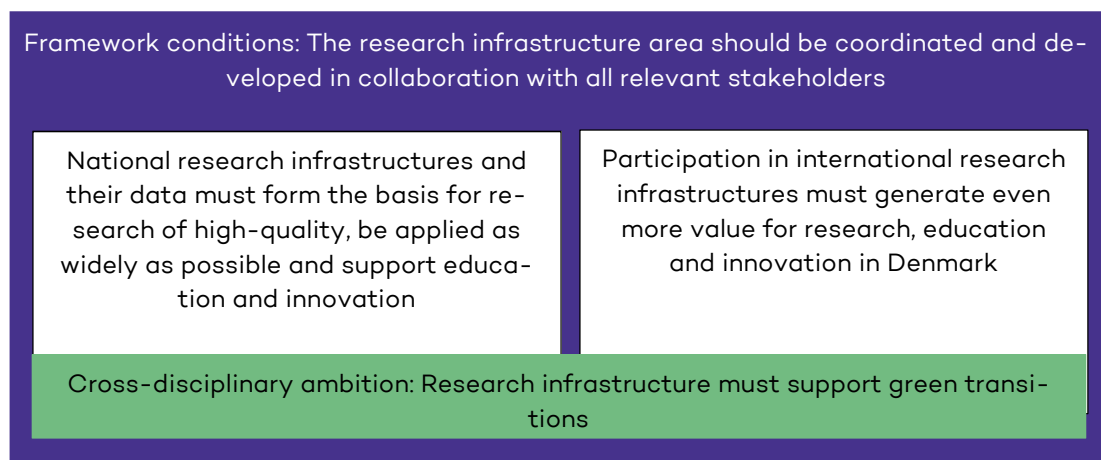 Framework conditions: The research infrastructure area should be coordinated and de-
veloped in collaboration with all relevant stakeholders
National research infrastructures and
their data must form the basis for re-
search of high-quality, be applied as
widely as possible and support educa-
tion and innovation
Participation in international research
infrastructures must generate even
more value for research, education
and innovation in Denmark
Cross-disciplinary ambition: Research infrastructure must support green transi-
tions